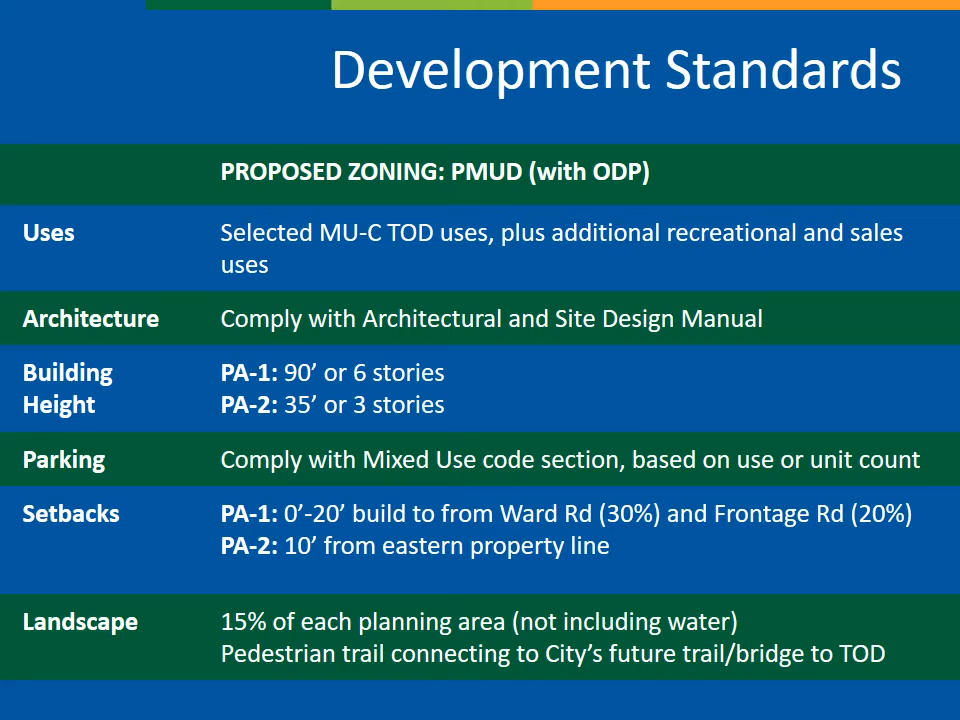 Development Standards
PROPOSED ZONING: PMUD (with ODP)
Uses
Selected MU-C TOD uses, plus additional recreational and sales
uses
Architecture
Comply with Architectural and Site Design Manual
Building
Height
PA-1: 90’ or 6 stories
PA-2: 35’ or 3 stories
Parking
Comply with Mixed Use code section, based on use or unit count
Setbacks
PA-1: 0’-20’ build to from Ward Rd (30%) and Frontage Rd (20%)
PA-2: 10’ from eastern property line
Landscape
15% of each planning area (not including water)
Pedestrian trail connecting to City’s future trail/bridge to TOD